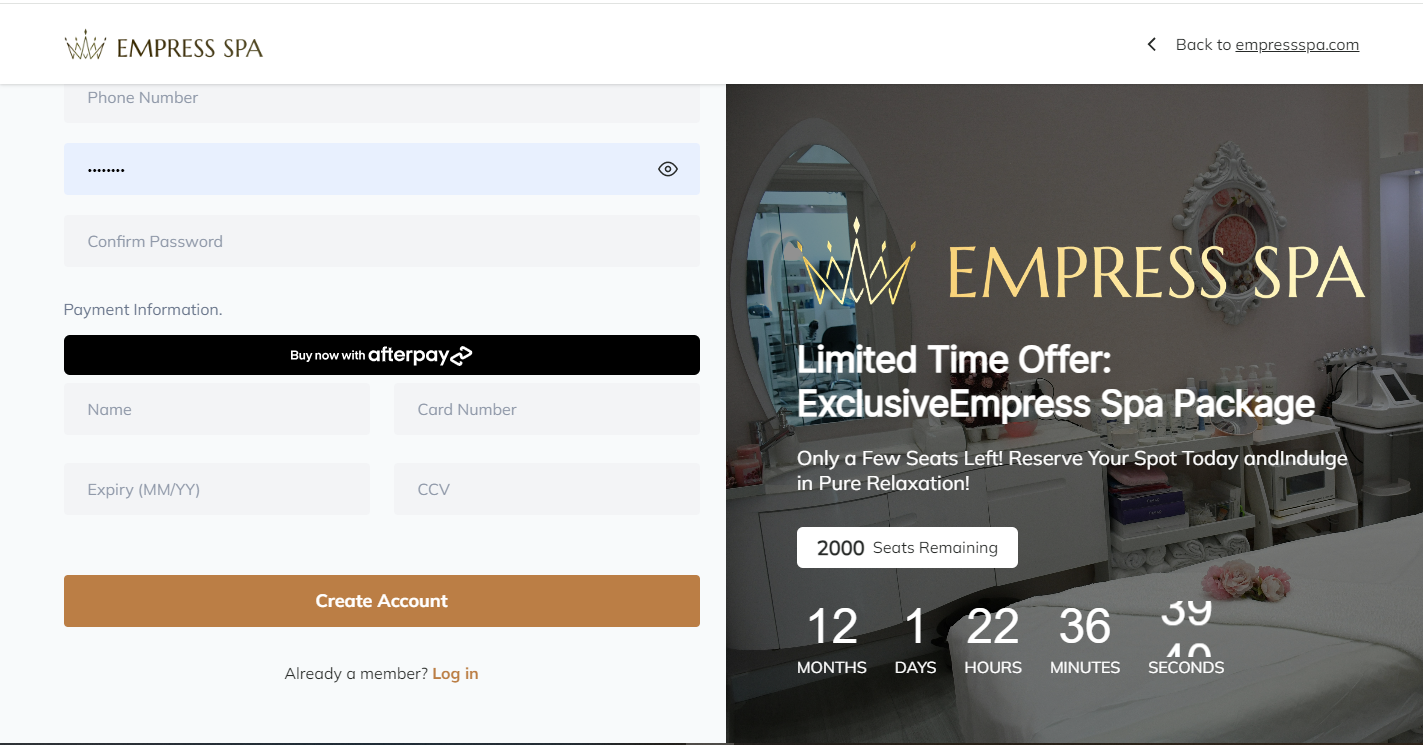 EMPRESS SPA
Back to empressspa.com
Phone Number
••••••••
Confirm Password
Payment Information.
Buy now with afterpay
Name
Card Number
Expiry (MM/YY)
CCV
Create Account
Already a member? Log in
EMPRESS SPA
Limited Time Offer:
ExclusiveEmpress Spa Package
Only a Few Seats Left! Reserve Your Spot Today andIndulge
in Pure Relaxation!
2000 Seats Remaining
12 1 22 36 39
40
MONTHS DAYS HOURS MINUTES SECONDS